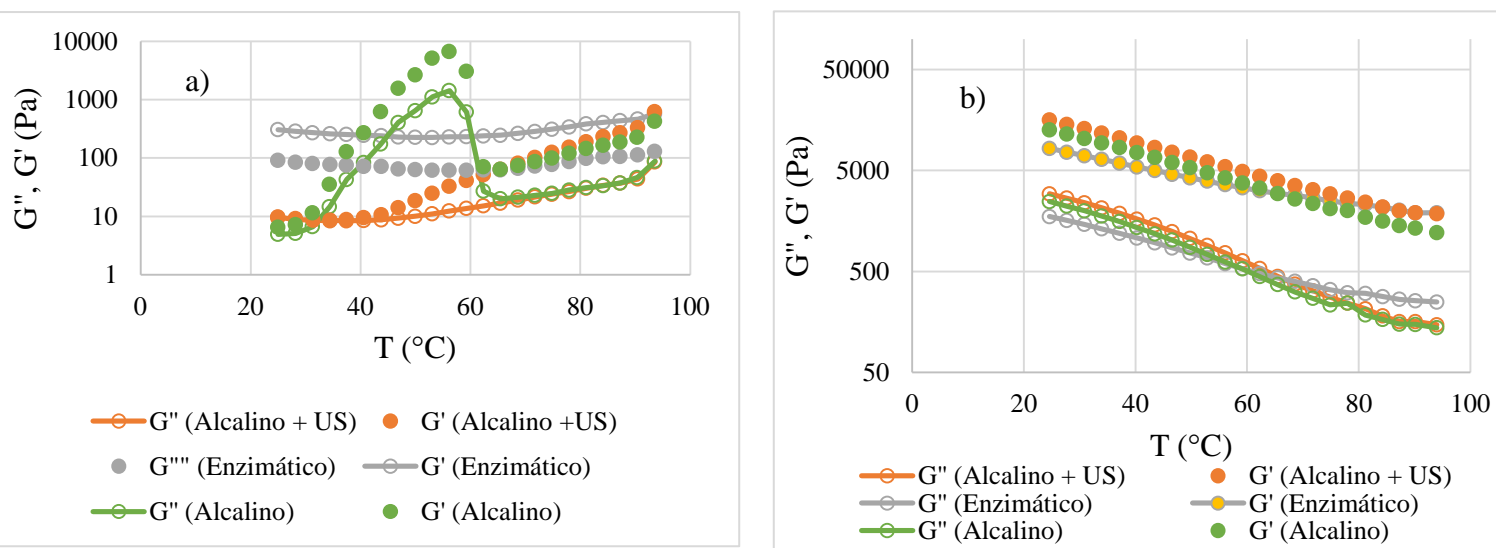 a)
10000
1000
100
10
1
G'', G' (Pa)
0
20
40
60
80
100
T (°C)
G'' (Alcalino + US)
G' (Alcalino +US)
G"" (Enzimático)
G' (Enzimático)
G'' (Alcalino)
G' (Alcalino)
b)
50000
5000
500
50
G'', G' (Pa)
0
20
40
60
80
100
T (°C)
G'' (Alcalino + US)
G' (Alcalino + US)
G'' (Enzimático)
G' (Enzimático)
G'' (Alcalino)
G' (Alcalino)